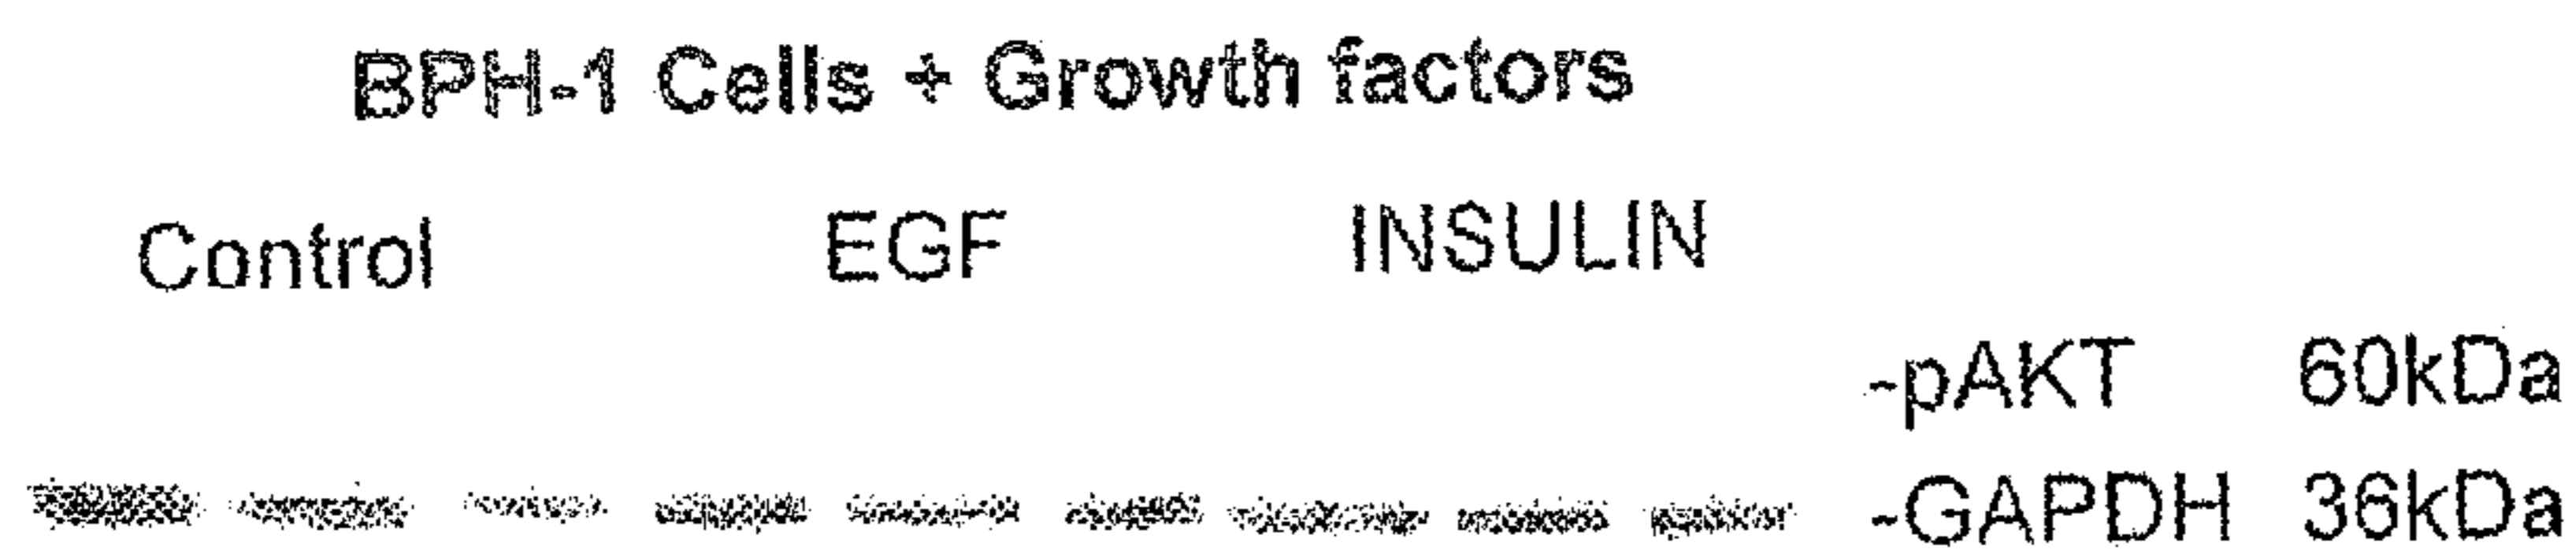 BPH-1 Cells + Growth factors
Control EGF INSULIN
-pAKT 60kDa
-GAPDH 36kDa